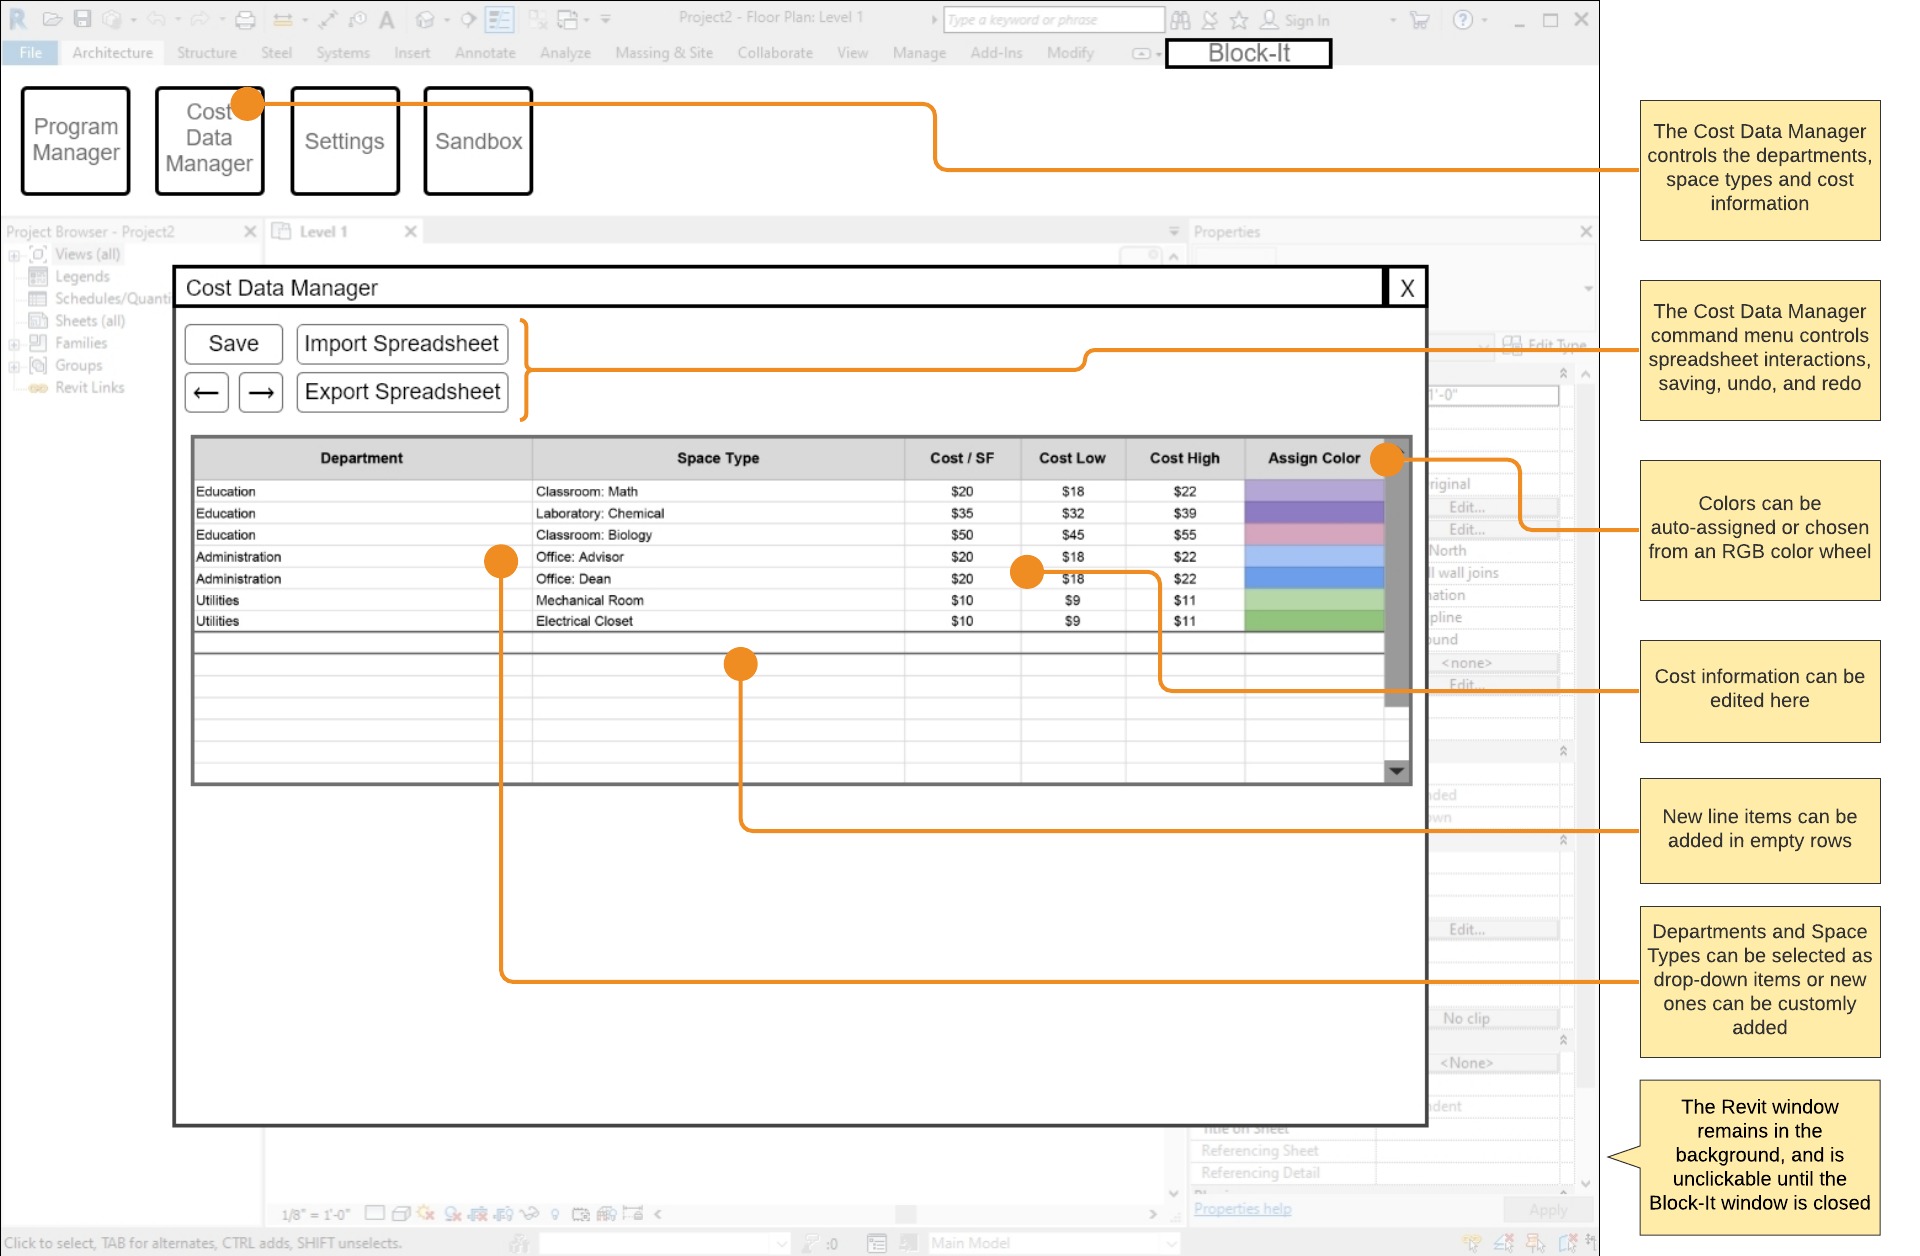 Project2 - Floor Plan: Level 1
Type a keyword or phrase
Sign In
File Architecture Structure Steel Systems Insert Annotate Analyze Massing & Site Collaborate View Manage Add-Ins Modify
Block-It
Program
Manager
Cost
Data
Manager
Settings
Sandbox
The Cost Data Manager
controls the departments,
space types and cost
information
Project Browser - Project2
Level 1
Properties
Views (all)
Legends
Schedules/Quanti
Sheets (all)
Families
Groups
Revit Links
Cost Data Manager
X
Save
Import Spreadsheet
← →
Export Spreadsheet
The Cost Data Manager
command menu controls
spreadsheet interactions,
saving, undo, and redo
Edit Type
1'-0"
Department Space Type Cost / SF Cost Low Cost High Assign Color
Education Classroom: Math $20 $18 $22
Education Laboratory: Chemical $35 $32 $39
Education Classroom: Biology $50 $45 $55
Administration Office: Advisor $20 $18 $22
Administration Office: Dean $20 $18 $22
Utilities Mechanical Room $10 $9 $11
Utilities Electrical Closet $10 $9 $11
Colors can be
auto-assigned or chosen
from an RGB color wheel
riginal
Edit...
Edit...
North
ll wall joins
nation
pline
ound
<none>
Edit...
Cost information can be
edited here
nded
own
New line items can be
added in empty rows
Edit...
Departments and Space
Types can be selected as
drop-down items or new
ones can be customly
added
No clip
<None>
ndent
Title on Sheet
Referencing Sheet
Referencing Detail
The Revit window
remains in the
background, and is
unclickable until the
Block-It window is closed
1/8" = 1'-0"
Properties help
Apply
Click to select, TAB for alternates, CTRL adds, SHIFT unselects.
:0
Main Model